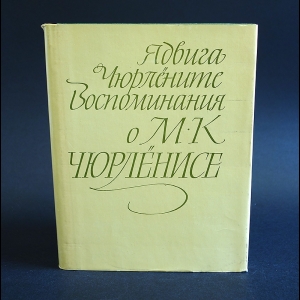 Ядвига
Чюрлёните
Воспоминания
о М·К
ЧЮРЛЁНИСЕ